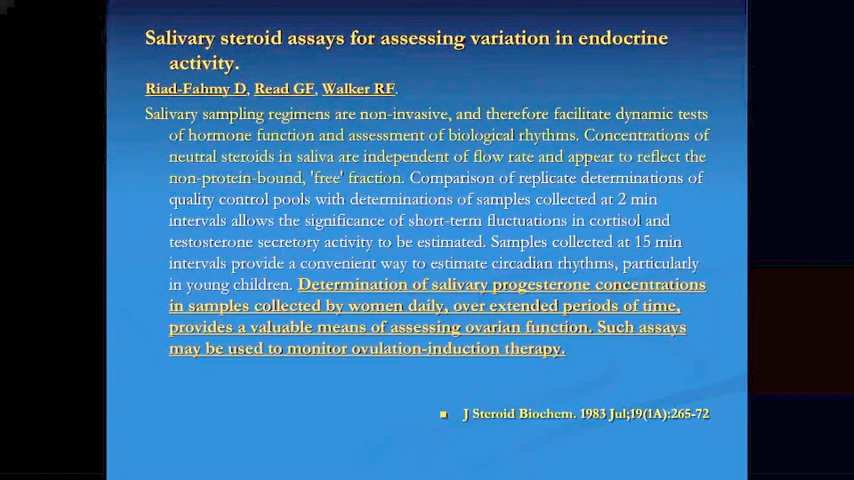 Salivary steroid assays for assessing variation in endocrine
activity.
Riad-Fahmy D, Read GF, Walker RF.
Salivary sampling regimens are non-invasive, and therefore facilitate dynamic tests
of hormone function and assessment of biological rhythms. Concentrations of
neutral steroids in saliva are independent of flow rate and appear to reflect the
non-protein-bound, 'free' fraction. Comparison of replicate determinations of
quality control pools with determinations of samples collected at 2 min
intervals allows the significance of short-term fluctuations in cortisol and
testosterone secretory activity to be estimated. Samples collected at 15 min
intervals provide a convenient way to estimate circadian rhythms, particularly
in young children. Determination of salivary progesterone concentrations
in samples collected by women daily, over extended periods of time,
provides a valuable means of assessing ovarian function. Such assays
may be used to monitor ovulation-induction therapy.
J Steroid Biochem. 1983 Jul;19(1A):265-72